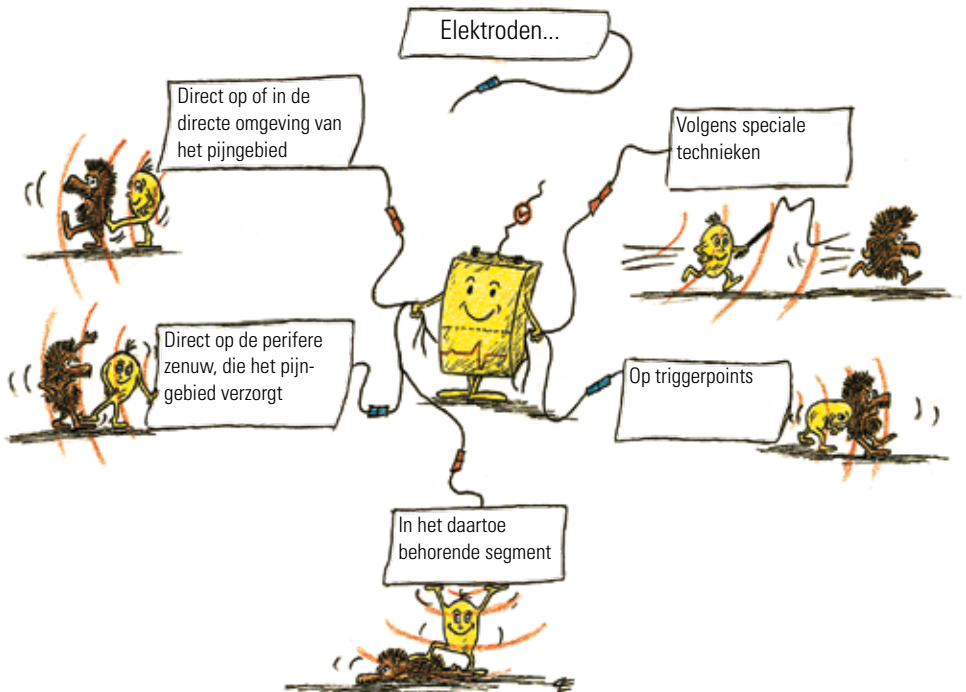 Elektroden...
Direct op of in de
directe omgeving van
het pijngebied
Volgens speciale
technieken
Direct op de perifere
zenuw, die het pijn-
gebied verzorgt
Op triggerpoints
In het daartoe
behorende segment